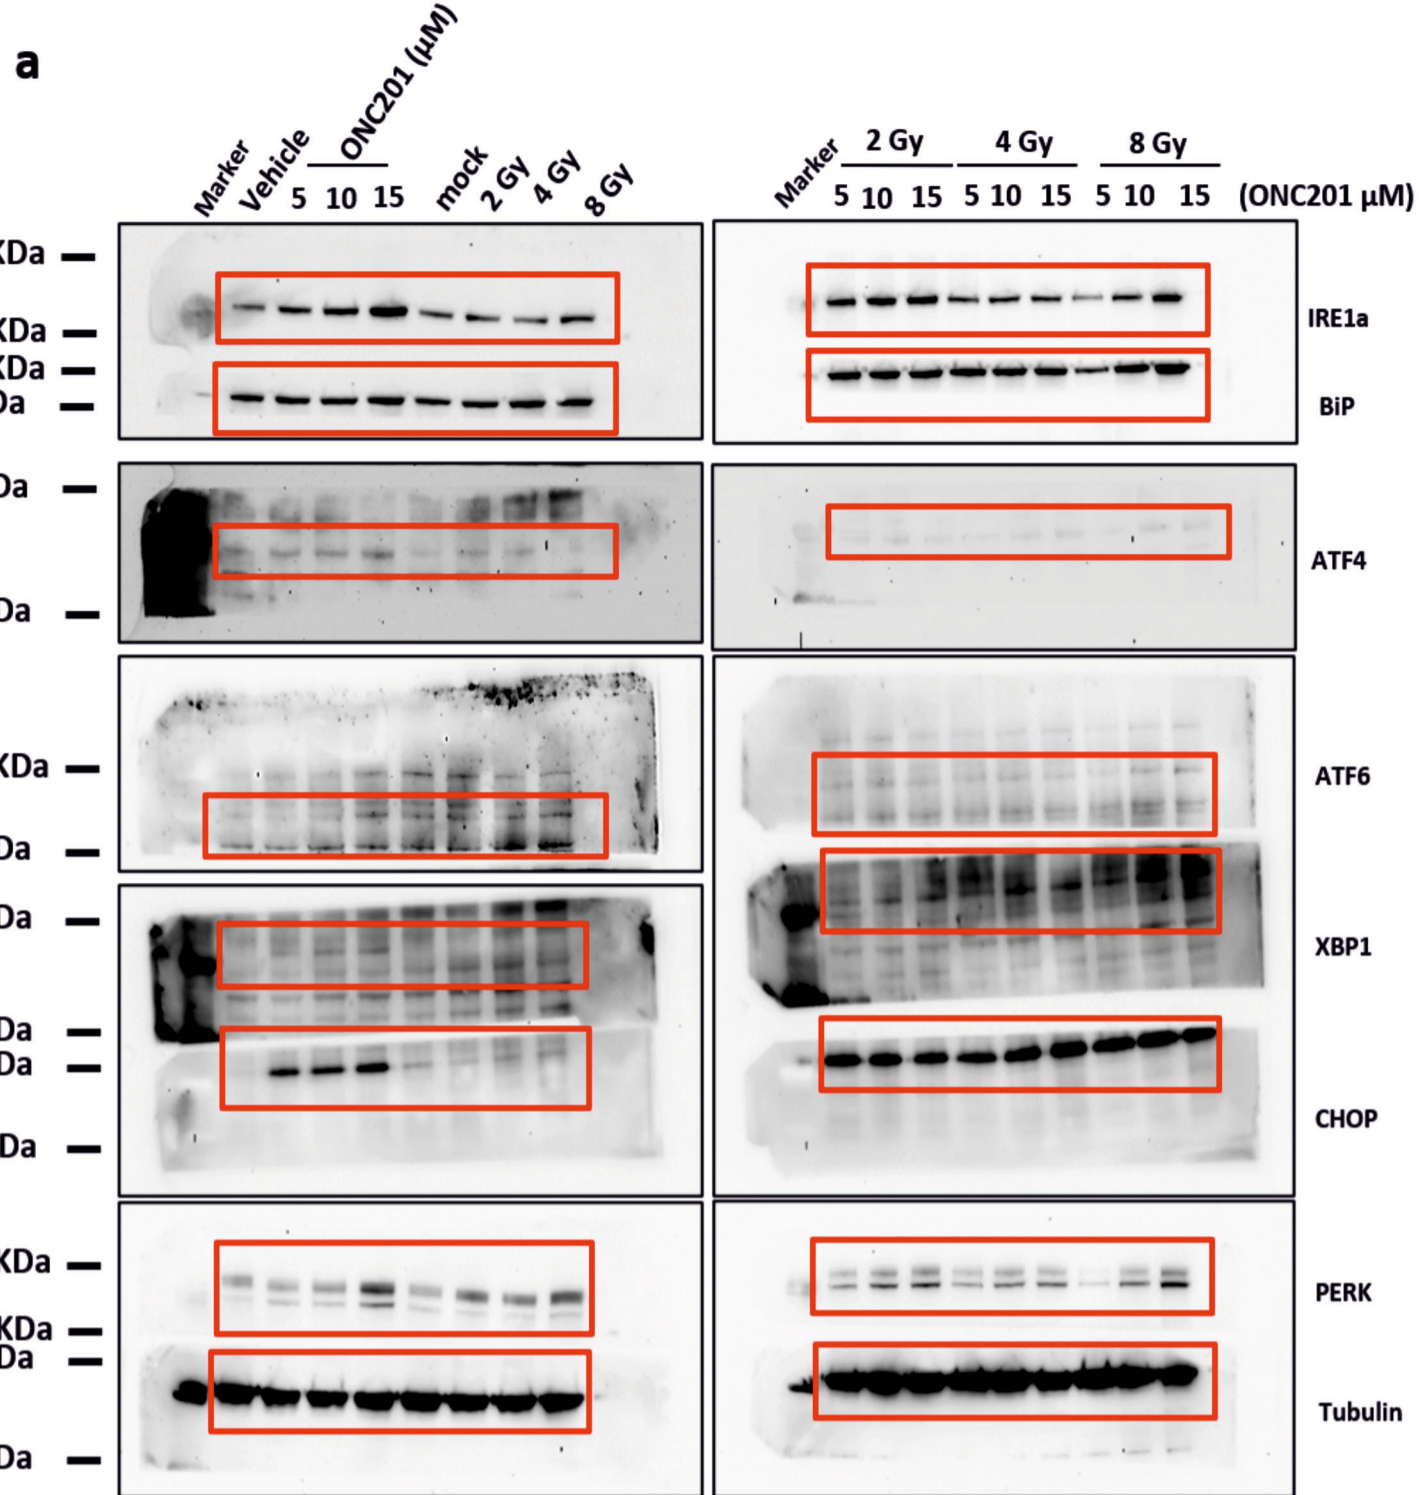 a
Marker Vehicle ONC201 (µM) mock 2 Gy 4 Gy 8 Gy
5 10 15
Marker 2 Gy 4 Gy 8 Gy
5 10 15 5 10 15 5 10 15 (ONC201 µM)
KDa
IRE1a
KDa
KDa
Da
BiP
Da
ATF4
Da
KDa
ATF6
Da
Da
XBP1
Da
Da
CHOP
Da
KDa
PERK
KDa
Da
Tubulin
Da